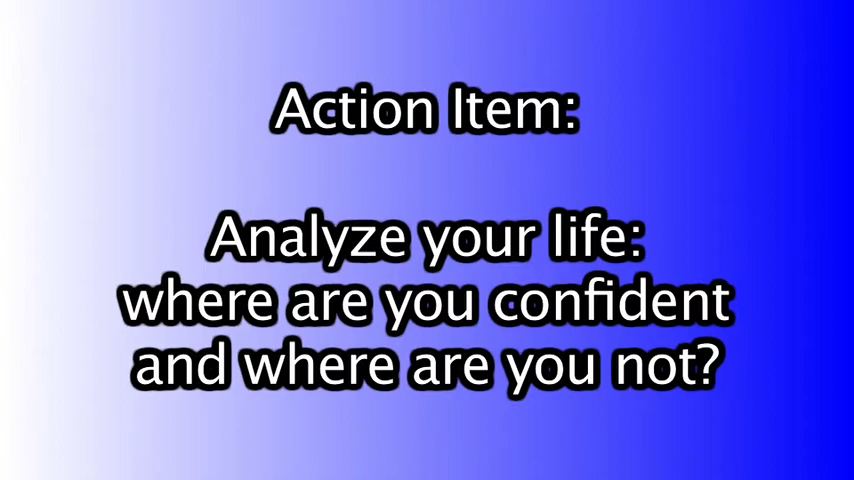 Action Item:
Analyze your life:
where are you confident
and where are you not?